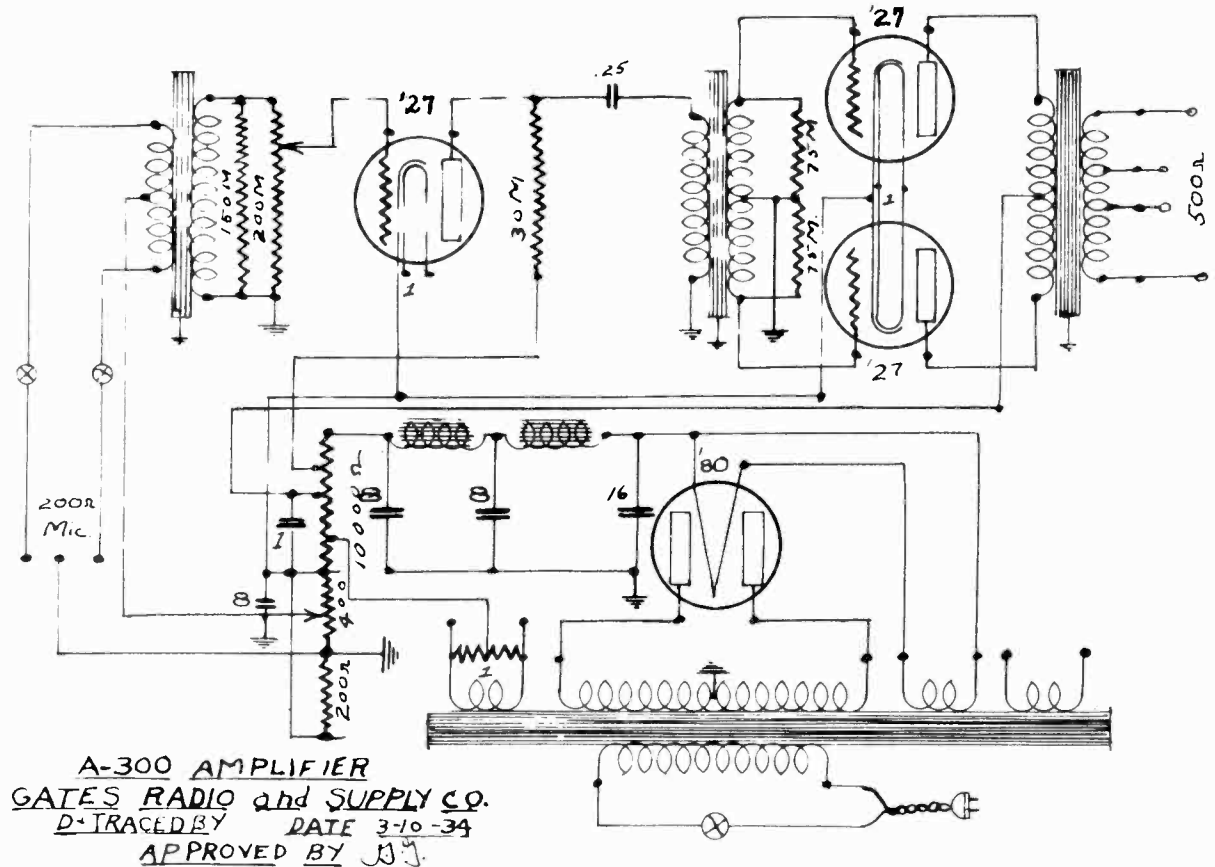 '27
'27
.25
150M
200M
1
30M
75M
75M
1
500Ω
'27
'80
200Ω
Mic.
1
10000Ω
8
8
16
8
400
200Ω
1
A-300 AMPLIFIER
GATES RADIO and SUPPLY CO.
D+TRACED BY DATE 3-10-34
APPROVED BY